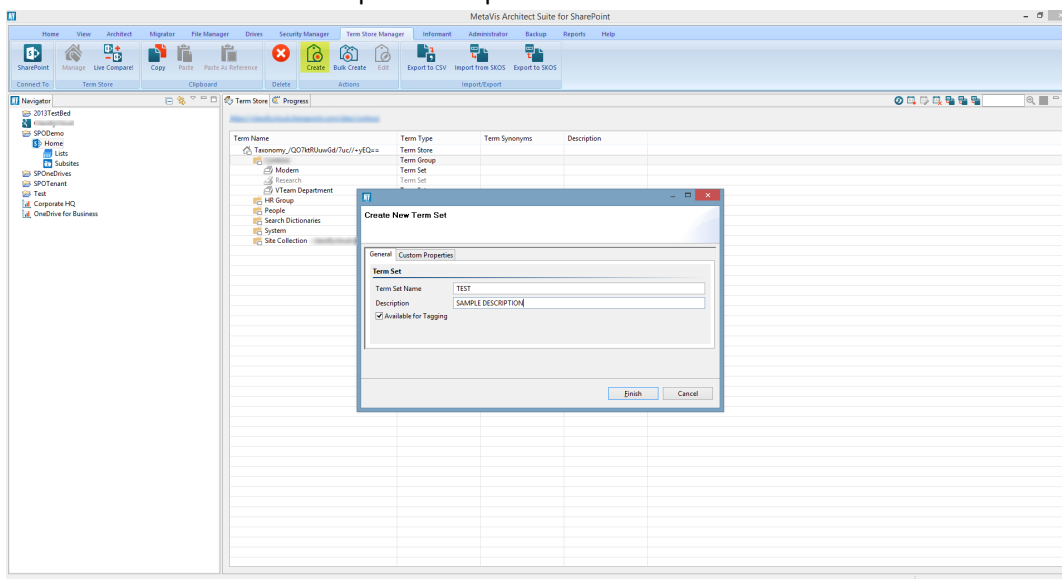 MetaVis Architect Suite for SharePoint
Home View Architect Migrator File Manager Drives Security Manager Term Store Manager Informant Administrator Backup Reports Help
SharePoint Manage Live Compare! Copy Paste Paste As Reference Create Bulk Create Edit Export to CSV Import from SKOS Export to SKOS
Connect To Term Store Clipboard Delete Actions Import/Export
Navigator
2013TestBed
SPODemo
Home
Lists
Subsites
SPOneDrives
SPOTenant
Test
Corporate HQ
OneDrive for Business
Term Store Progress
Term Name Term Type Term Synonyms Description
Taxonomy_/QO7ktRUuwGd/7uc//+yEQ== Term Store
Term Group
Modern Term Set
Research Term Set
VTeam Department
HR Group
People
Search Dictionaries
System
Site Collection
Create New Term Set
General Custom Properties
Term Set
Term Set Name TEST
Description SAMPLE DESCRIPTION
Available for Tagging
Finish Cancel